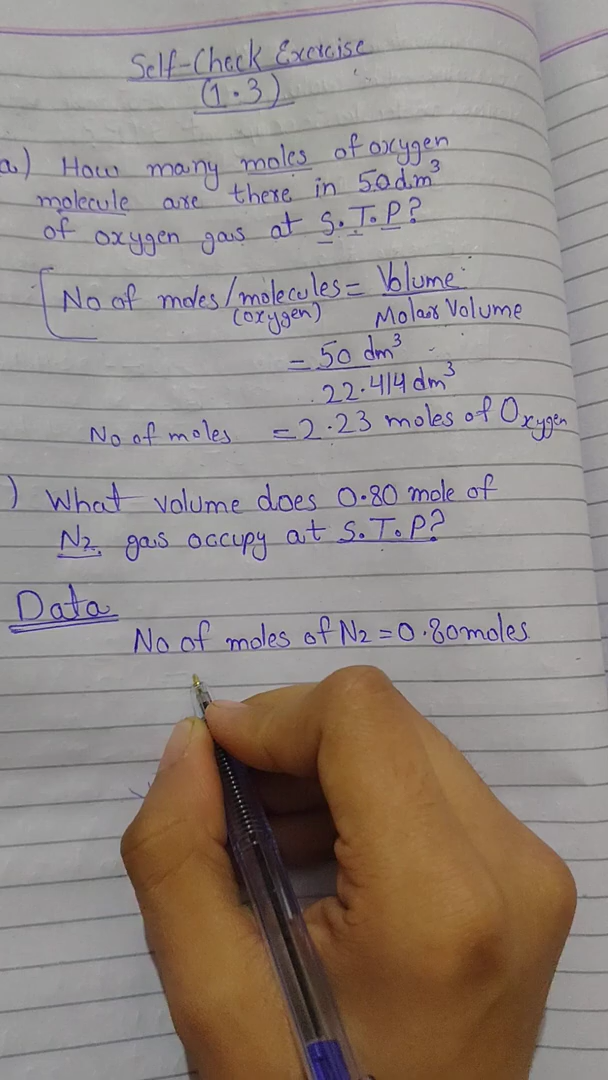 Self-Check Exercise
(1.3)
a.) How many moles of oxygen
molecule are there in 50dm³
of oxygen gas at S.T.P?
No of moles/molecules = Volume
(oxygen) Molar Volume
= 50 dm³
22.414dm³
No of moles = 2.23 moles of Oxygen
) What volume does 0.80 mole of
N2 gas occupy at S.T.P?
Data
No of moles of N2 = 0.80moles